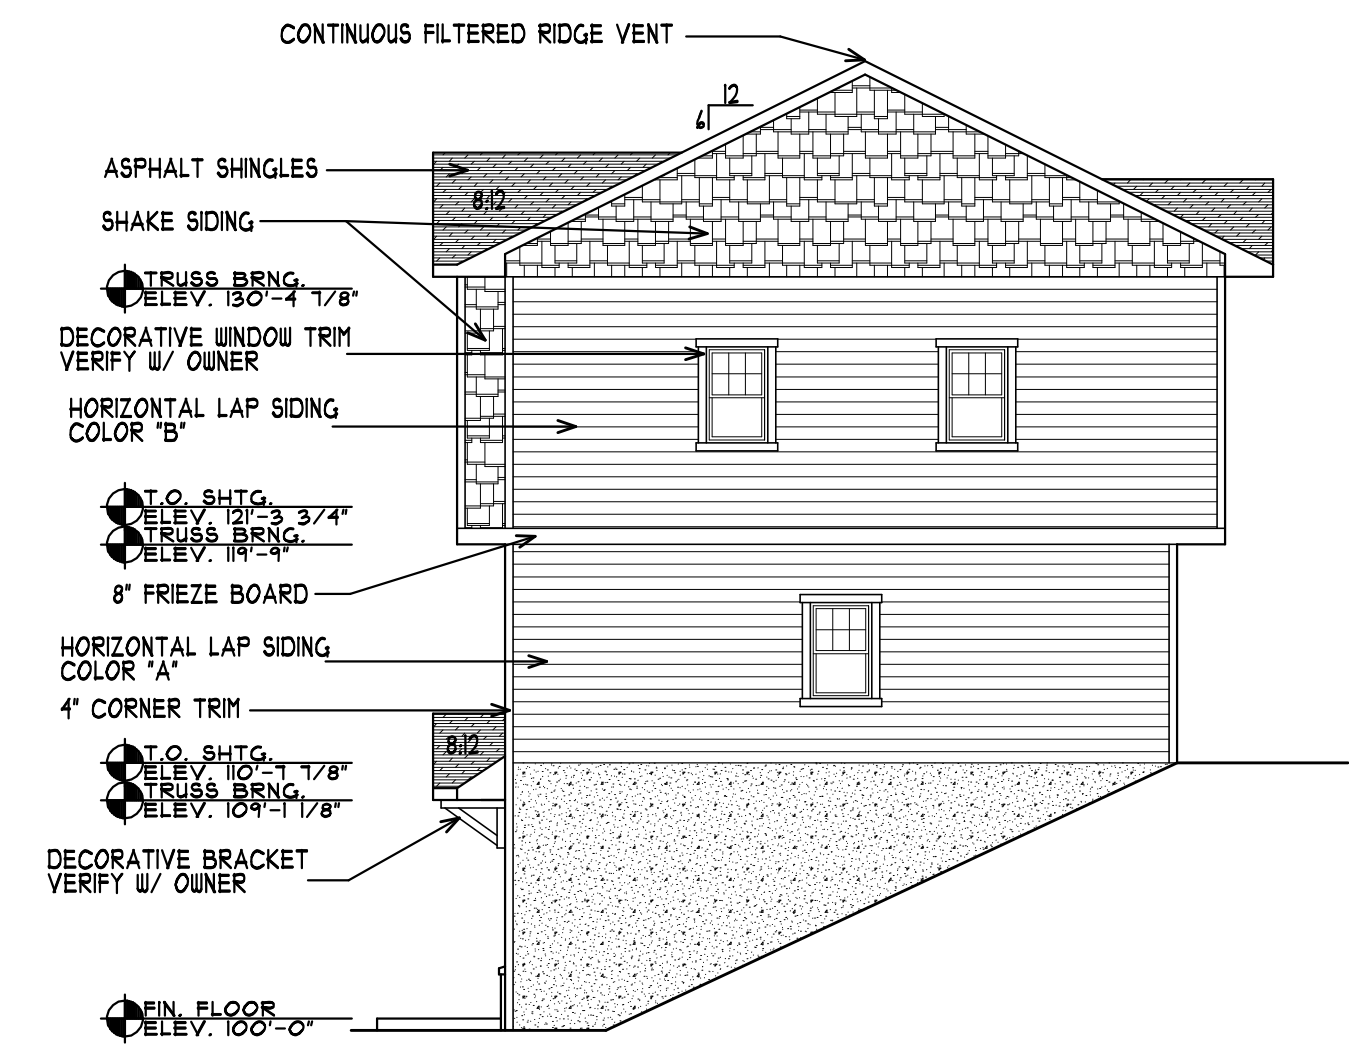 CONTINUOUS FILTERED RIDGE VENT
12
6
ASPHALT SHINGLES
8:12
SHAKE SIDING
TRUSS BRNG.
ELEV. 130'-4 7/8"
DECORATIVE WINDOW TRIM
VERIFY W/ OWNER
HORIZONTAL LAP SIDING
COLOR "B"
T.O. SHTG.
ELEV. 121'-3 3/4"
TRUSS BRNG.
ELEV. 119'-9"
8" FRIEZE BOARD
HORIZONTAL LAP SIDING
COLOR "A"
4" CORNER TRIM
8:12
T.O. SHTG.
ELEV. 110'-7 7/8"
TRUSS BRNG.
ELEV. 109'-1 1/8"
DECORATIVE BRACKET
VERIFY W/ OWNER
FIN. FLOOR
ELEV. 100'-0"